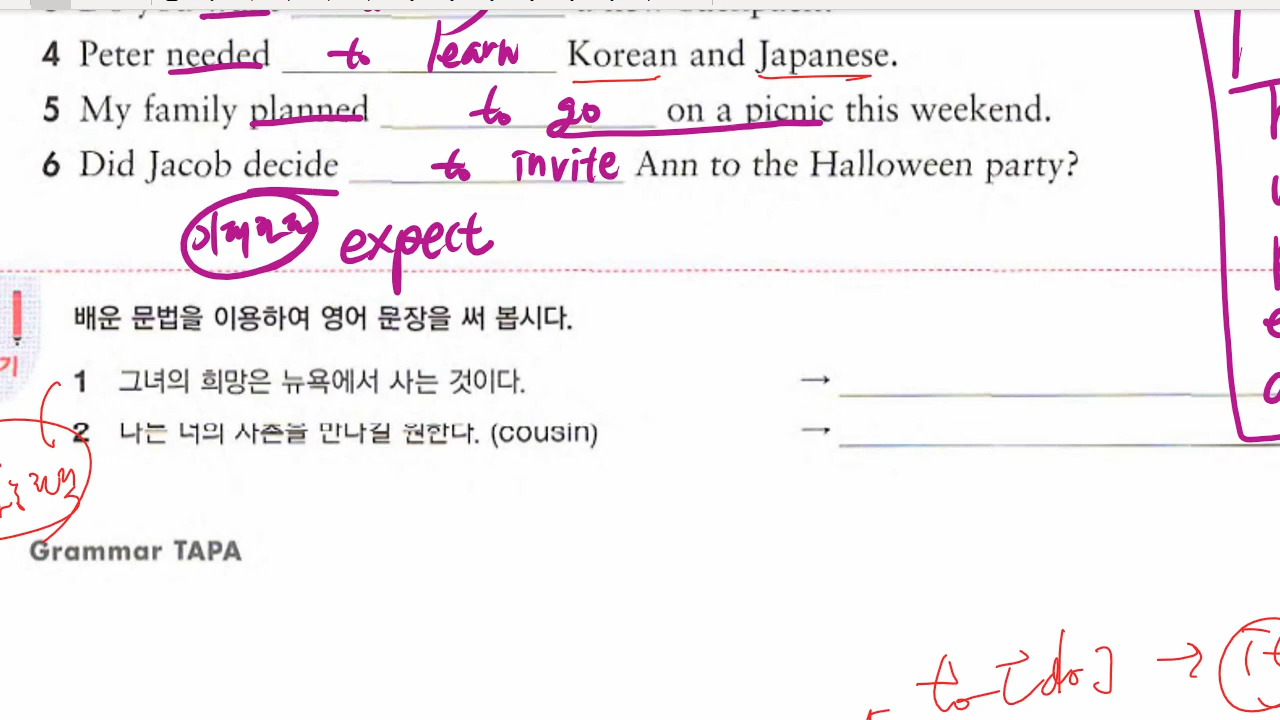 4 Peter needed to learn Korean and Japanese.
5 My family planned to go on a picnic this weekend.
6 Did Jacob decide to invite Ann to the Halloween party?
expect
배운 문법을 이용하여 영어 문장을 써 봅시다.
기
1 그녀의 희망은 뉴욕에서 사는 것이다. →
2 나는 너의 사촌을 만나길 원한다. (cousin) →
Grammar TAPA
to [do] →